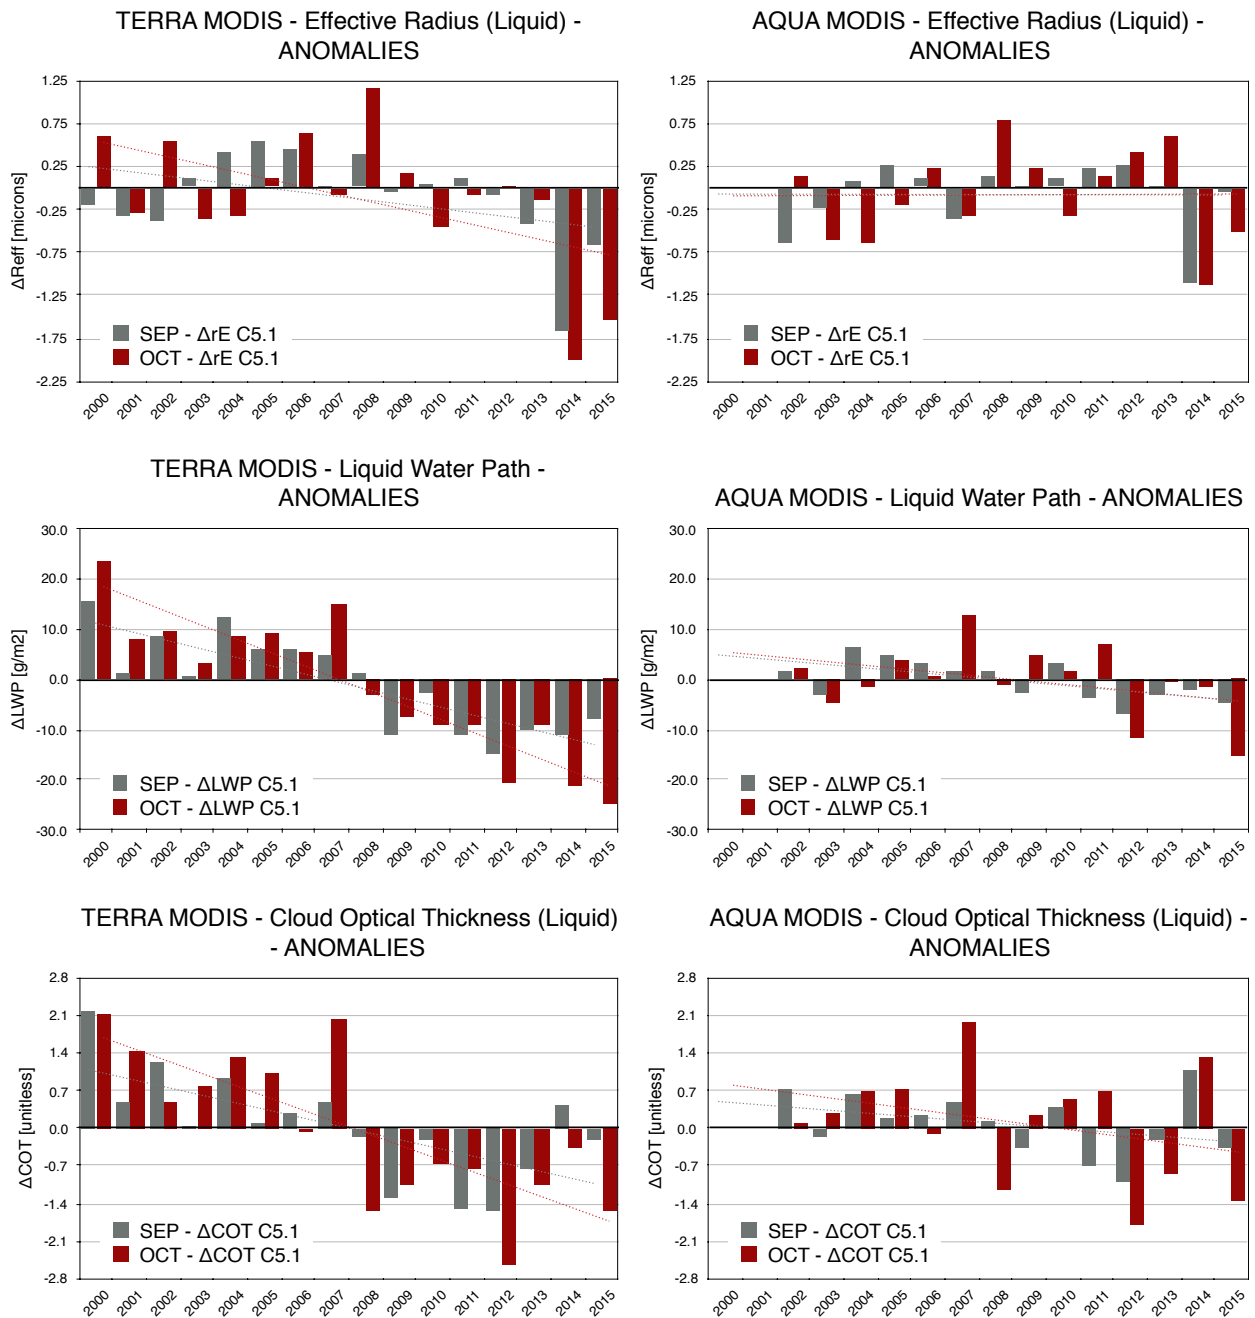 TERRA MODIS - Effective Radius (Liquid) -
ANOMALIES
ΔReff [microns]
1.25
0.75
0.25
-0.25
-0.75
-1.25
-1.75
-2.25
SEP - ΔrE C5.1
OCT - ΔrE C5.1
2000 2001 2002 2003 2004 2005 2006 2007 2008 2009 2010 2011 2012 2013 2014 2015
AQUA MODIS - Effective Radius (Liquid) -
ANOMALIES
ΔReff [microns]
1.25
0.75
0.25
-0.25
-0.75
-1.25
-1.75
-2.25
SEP - ΔrE C5.1
OCT - ΔrE C5.1
2000 2001 2002 2003 2004 2005 2006 2007 2008 2009 2010 2011 2012 2013 2014 2015
TERRA MODIS - Liquid Water Path -
ANOMALIES
ΔLWP [g/m2]
30.0
20.0
10.0
0.0
-10.0
-20.0
-30.0
SEP - ΔLWP C5.1
OCT - ΔLWP C5.1
2000 2001 2002 2003 2004 2005 2006 2007 2008 2009 2010 2011 2012 2013 2014 2015
AQUA MODIS - Liquid Water Path - ANOMALIES
ΔLWP [g/m2]
30.0
20.0
10.0
0.0
-10.0
-20.0
-30.0
SEP - ΔLWP C5.1
OCT - ΔLWP C5.1
2000 2001 2002 2003 2004 2005 2006 2007 2008 2009 2010 2011 2012 2013 2014 2015
TERRA MODIS - Cloud Optical Thickness (Liquid)
- ANOMALIES
ΔCOT [unitless]
2.8
2.1
1.4
0.7
0.0
-0.7
-1.4
-2.1
-2.8
SEP - ΔCOT C5.1
OCT - ΔCOT C5.1
2000 2001 2002 2003 2004 2005 2006 2007 2008 2009 2010 2011 2012 2013 2014 2015
AQUA MODIS - Cloud Optical Thickness (Liquid) -
ANOMALIES
ΔCOT [unitless]
2.8
2.1
1.4
0.7
0.0
-0.7
-1.4
-2.1
-2.8
SEP - ΔCOT C5.1
OCT - ΔCOT C5.1
2000 2001 2002 2003 2004 2005 2006 2007 2008 2009 2010 2011 2012 2013 2014 2015